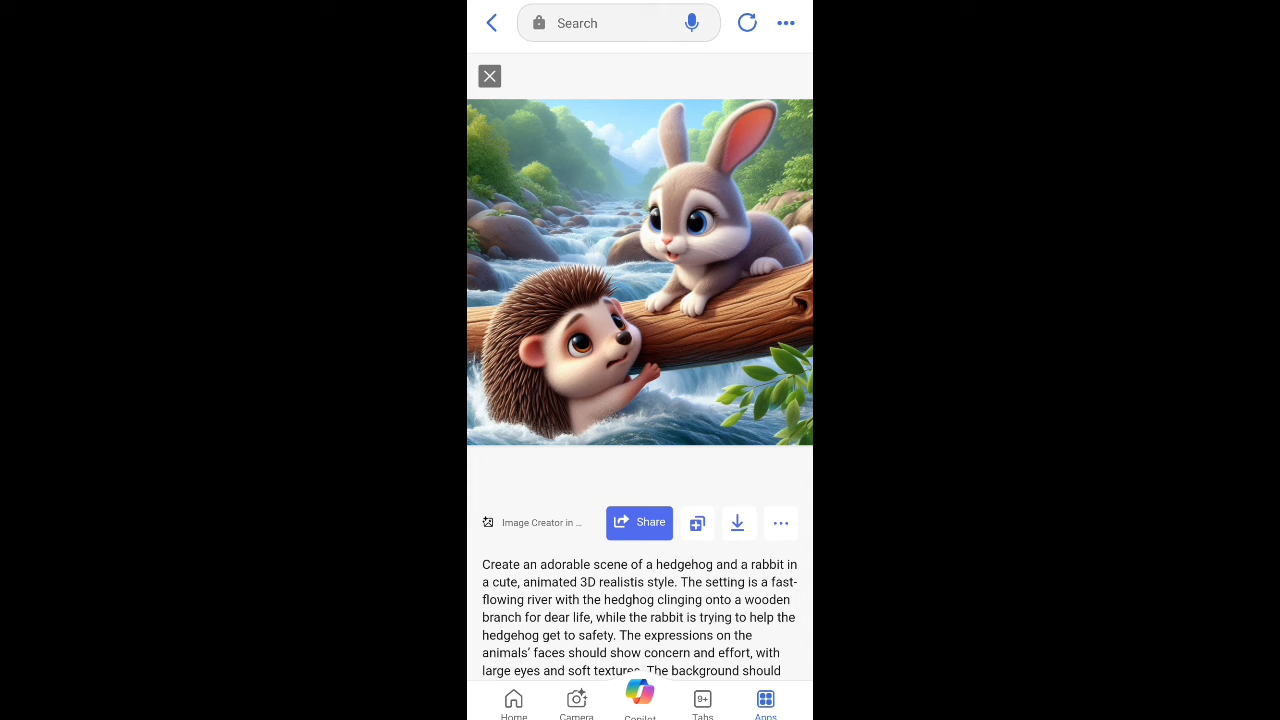 Search
Image Creator in ...
Share
Create an adorable scene of a hedgehog and a rabbit in
a cute, animated 3D realistis style. The setting is a fast-
flowing river with the hedghog clinging onto a wooden
branch for dear life, while the rabbit is trying to help the
hedgehog get to safety. The expressions on the
animals' faces should show concern and effort, with
large eyes and soft textures. The background should
9+
Home
Camera
Copilot
Tabs
Apps